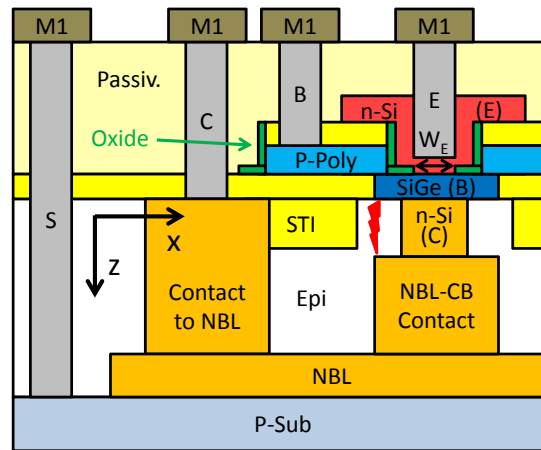 M1 M1 M1 M1
Passiv.
B
E
n-Si
(E)
C
Oxide
W_E
P-Poly
SiGe (B)
S
STI
n-Si
(C)
X
Z
Contact
to NBL
Epi
NBL-CB
Contact
NBL
P-Sub